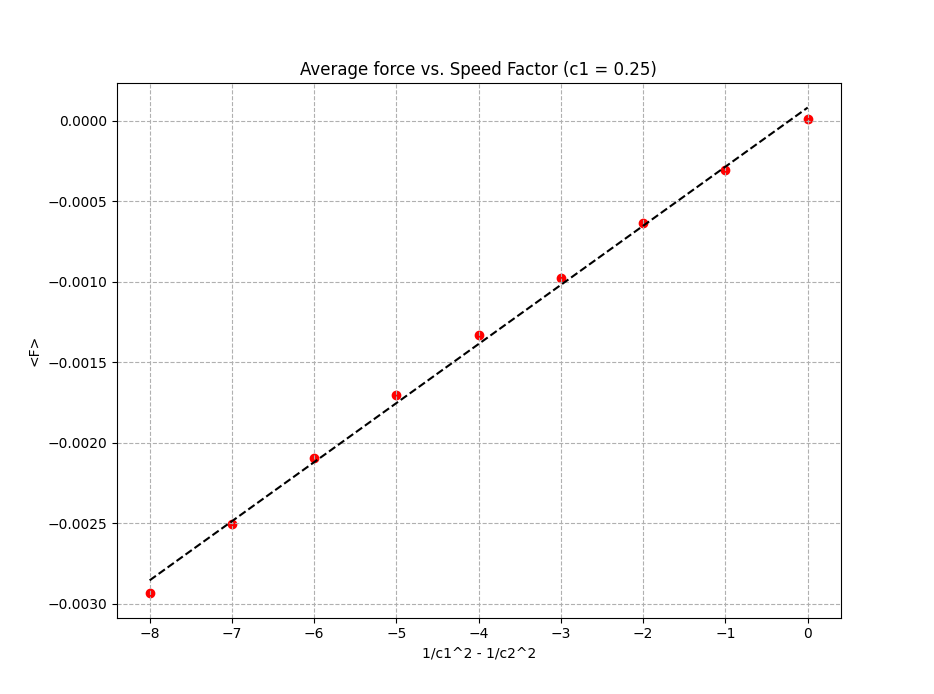 Average force vs. Speed Factor (c1 = 0.25)
0.0000
−0.0005
−0.0010
−0.0015
−0.0020
−0.0025
−0.0030
<F>
−8 −7 −6 −5 −4 −3 −2 −1 0
1/c1^2 - 1/c2^2